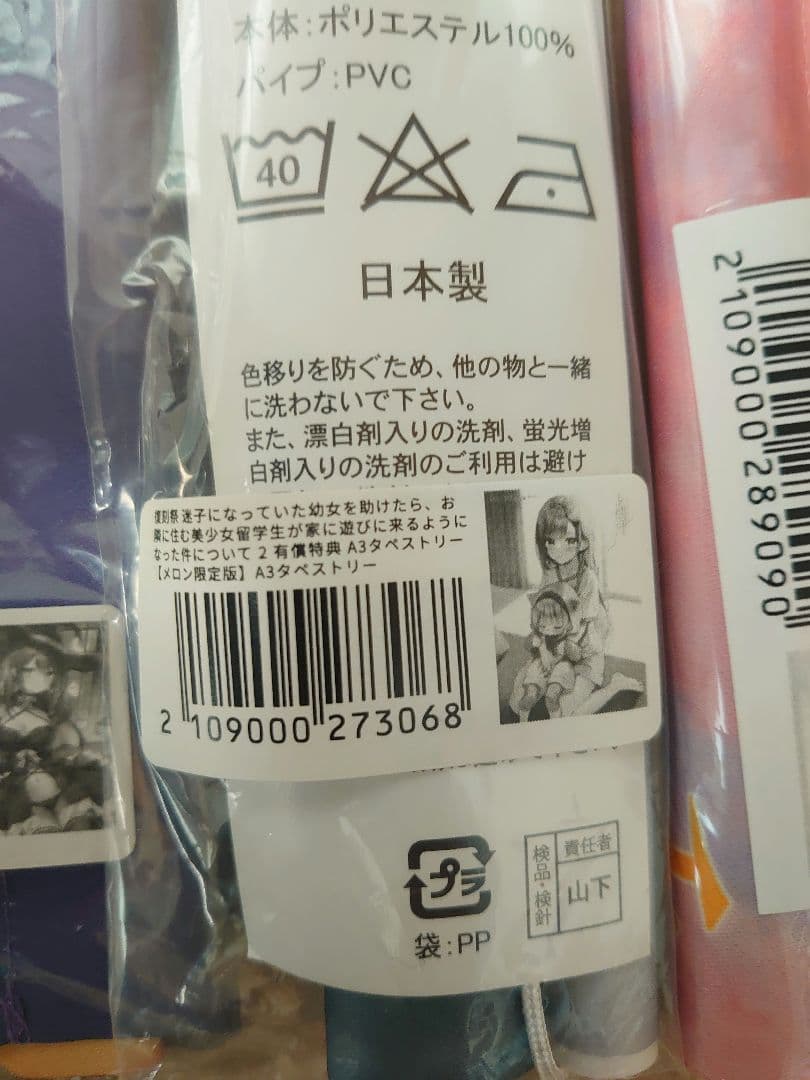 本体：ポリエステル100%
パイプ：PVC
40
日本製
色移りを防ぐため、他の物と一緒
に洗わないで下さい。
また、漂白剤入りの洗剤、蛍光増
白剤入りの洗剤のご利用は避け
復刻祭 迷子になっていた幼女を助けたら、お
隣に住む美少女留学生が家に遊びに来るように
なった件について 2 有償特典 A3タペストリー
【メロン限定版】A3タペストリー
2 109000 273068
プラ
袋：PP
検品・検針
責任者
山下
2 109000 289090